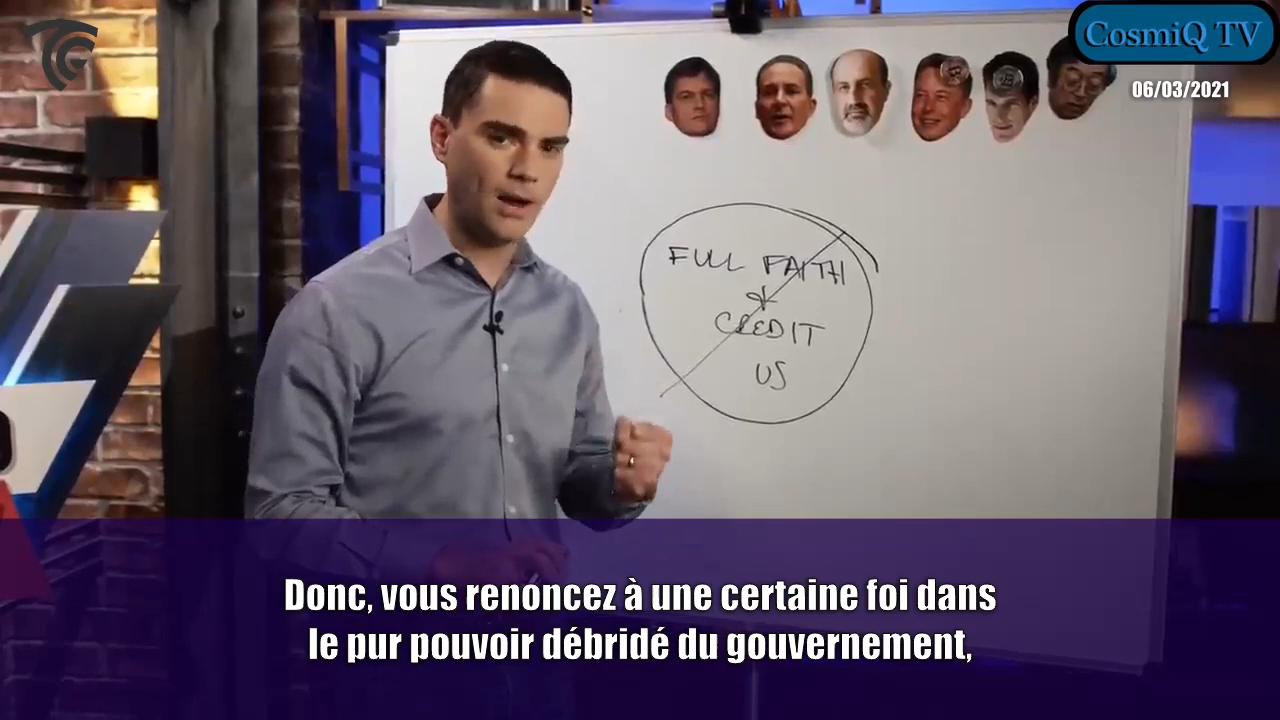 CosmiQ TV
06/03/2021
FULL FAITH
&
CREDIT
US
Donc, vous renoncez à une certaine foi dans
le pur pouvoir débridé du gouvernement,